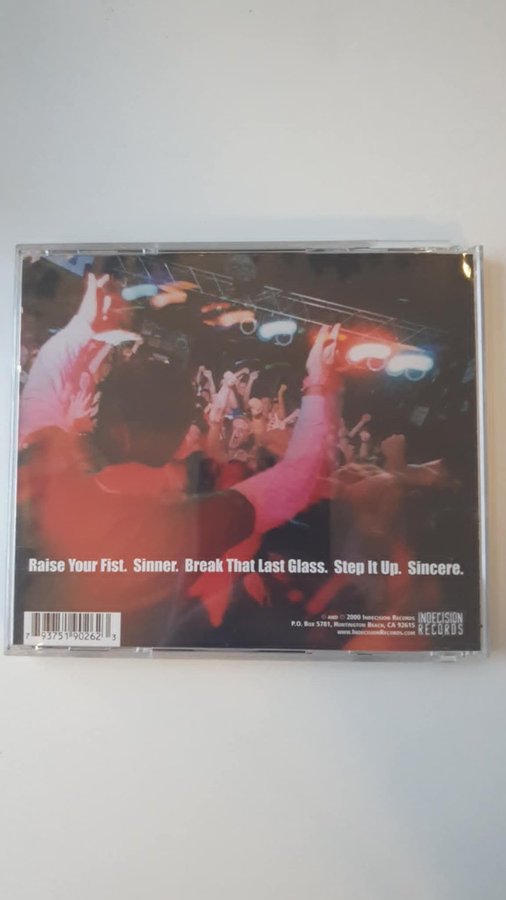 Raise Your Fist. Sinner. Break That Last Glass. Step It Up. Sincere.
7 93751 90262 3
℗ AND © 2000 INDECISION RECORDS
P.O. BOX 5781, HUNTINGTON BEACH, CA 92615
WWW.INDECISIONRECORDS.COM
INDECISION
RECORDS